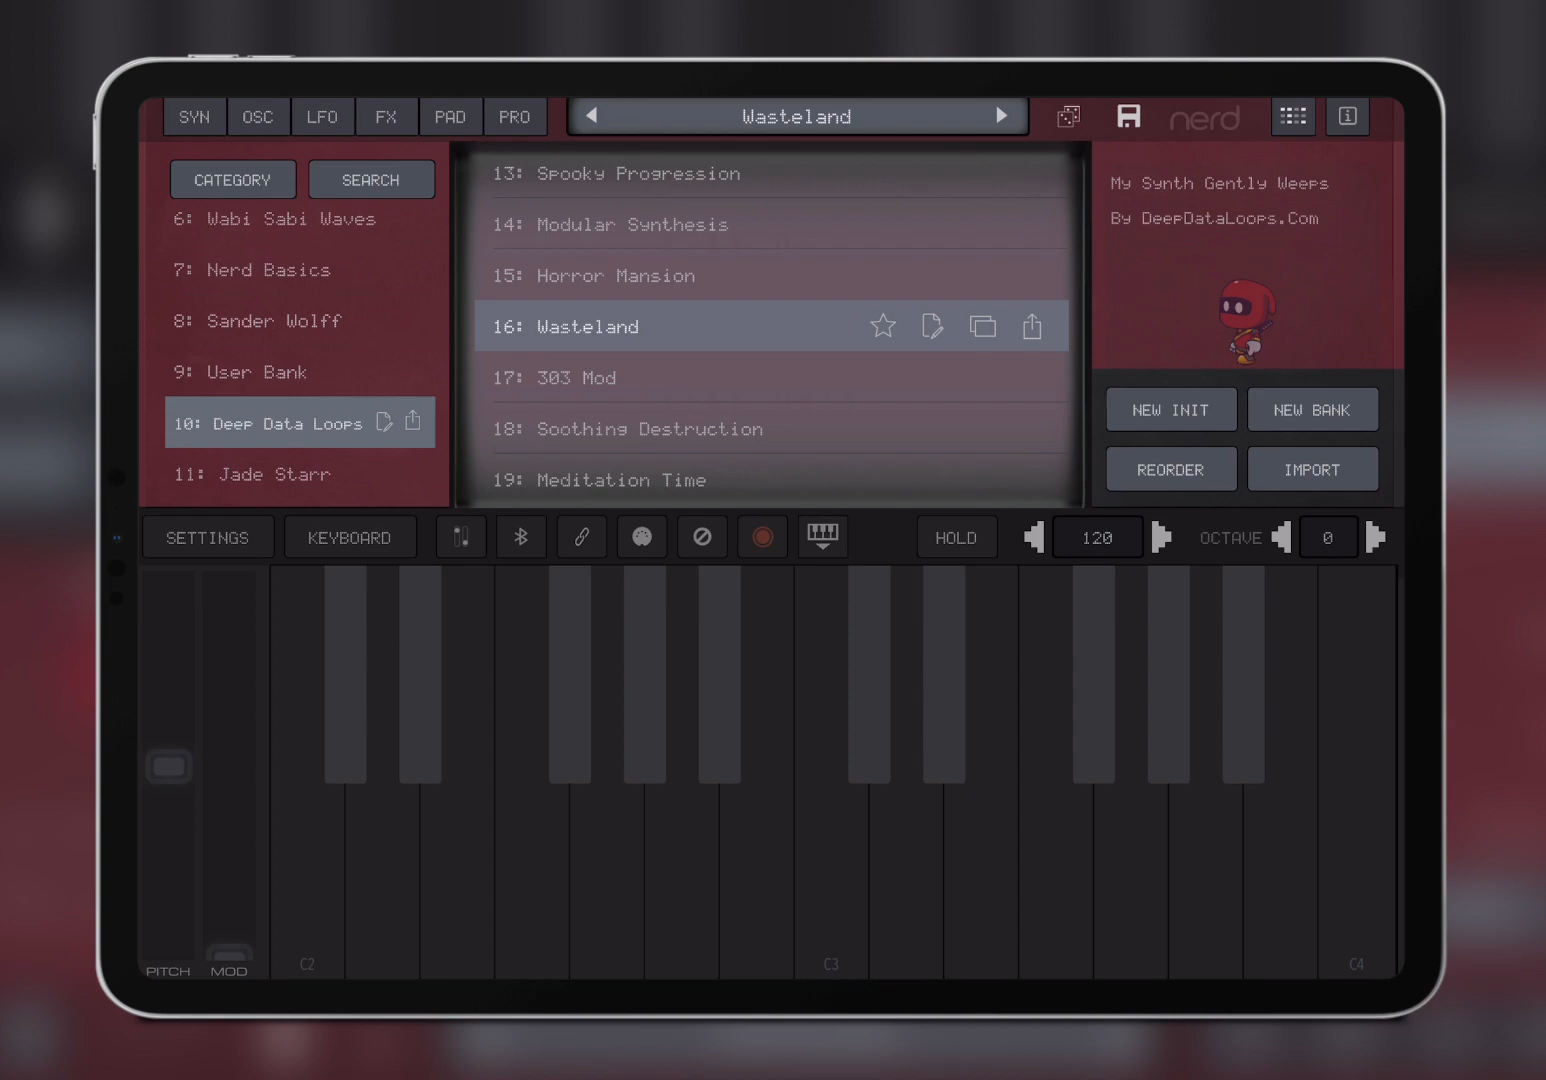 SYN OSC LFO FX PAD PRO Wasteland nerd
CATEGORY SEARCH
6: Wabi Sabi Waves
7: Nerd Basics
8: Sander Wolff
9: User Bank
10: Deep Data Loops
11: Jade Starr
13: Spooky Progression
14: Modular Synthesis
15: Horror Mansion
16: Wasteland
17: 303 Mod
18: Soothing Destruction
19: Meditation Time
My Synth Gently Weeps
By DeepDataLoops.Com
NEW INIT NEW BANK
REORDER IMPORT
SETTINGS KEYBOARD HOLD 120 OCTAVE 0
C2 C3 C4
PITCH MOD